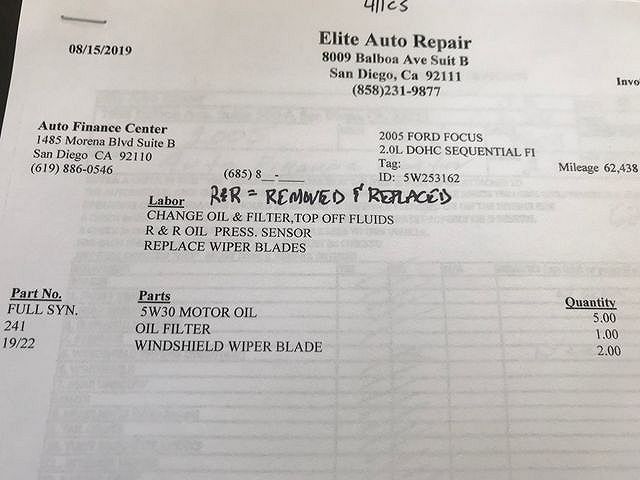 411cs
08/15/2019
Elite Auto Repair
8009 Balboa Ave Suit B
San Diego, Ca 92111
(858)231-9877
Invo
Auto Finance Center
1485 Morena Blvd Suite B
San Diego CA 92110
(619) 886-0546
(685) 8__-____
2005 FORD FOCUS
2.0L DOHC SEQUENTIAL FI
Tag:
ID: 5W253162
Mileage 62,438
R&R = REMOVED & REPLACED
Labor
CHANGE OIL & FILTER,TOP OFF FLUIDS
R & R OIL PRESS. SENSOR
REPLACE WIPER BLADES
Part No. Parts Quantity
FULL SYN. 5W30 MOTOR OIL 5.00
241 OIL FILTER 1.00
19/22 WINDSHIELD WIPER BLADE 2.00